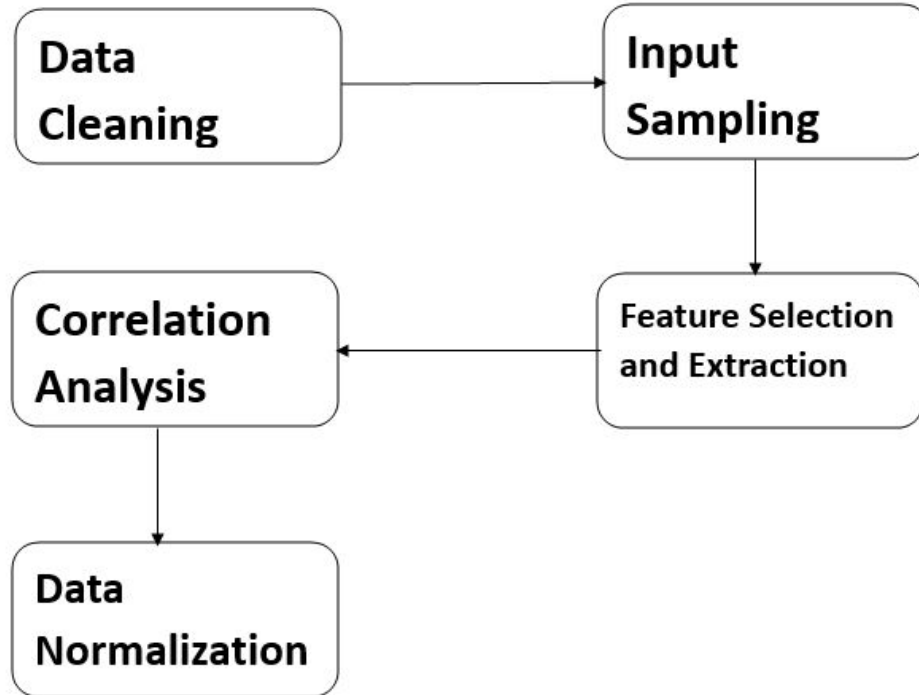 Data
Cleaning
Input
Sampling
Feature Selection
and Extraction
Correlation
Analysis
Data
Normalization